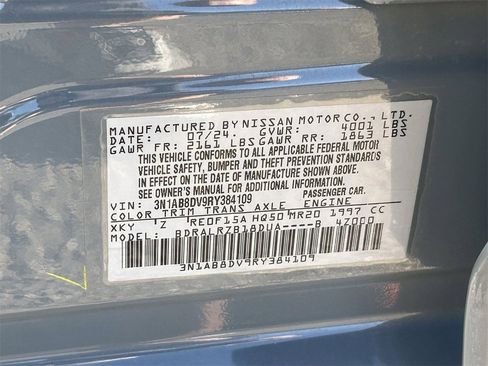 MANUFACTURED BY NISSAN MOTOR CO., LTD.
DATE: 07/24 GVWR: 4001 LBS
GAWR FR: 2161 LBS GAWR RR: 1863 LBS
THIS VEHICLE CONFORMS TO ALL APPLICABLE FEDERAL MOTOR
VEHICLE SAFETY, BUMPER AND THEFT PREVENTION STANDARDS
IN EFFECT ON THE DATE OF MANUFACTURE SHOWN ABOVE.
SEE OWNER'S MANUAL FOR ADDITIONAL INFORMATION.
VIN: 3N1AB8DV9RY384109 PASSENGER CAR.
COLOR TRIM TRANS AXLE ENGINE
XKY Z RE0F15A HQ50 MR20 1997 CC
MODEL: BDRALRZB18DUA----B 4Z000
3N1AB8DV9RY384109